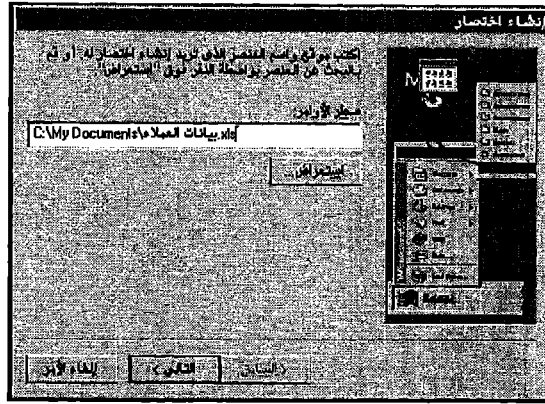 إنشاء اختصار
اكتب موقع واسم العنصر الذي تريد إنشاء اختصار له. أو قم
بالبحث عن العنصر بواسطة النقر فوق "استعراض".
سطر الأوامر:
C:\My Documents\بيانات العملاء.xls
استعراض...
< السابق
التالي >
إلغاء الأمر